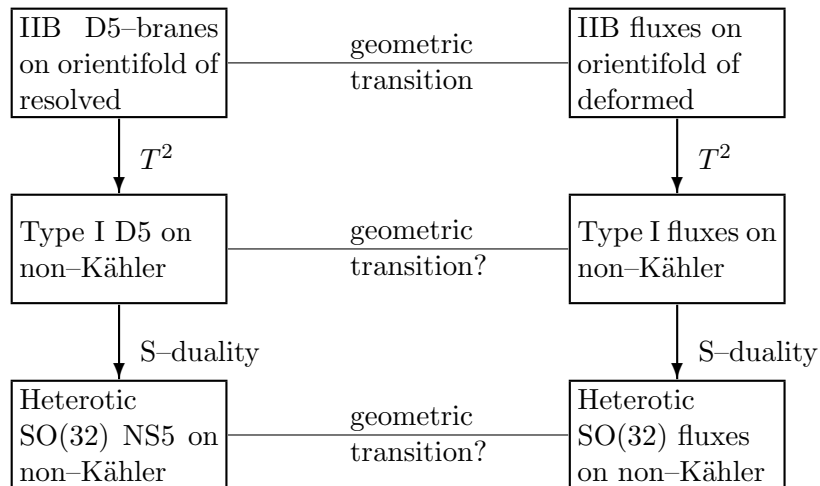 IIB D5–branes
on orientifold of
resolved
geometric
transition
IIB fluxes on
orientifold of
deformed
T²
T²
Type I D5 on
non–Kähler
geometric
transition?
Type I fluxes on
non–Kähler
S–duality
S–duality
Heterotic
SO(32) NS5 on
non–Kähler
geometric
transition?
Heterotic
SO(32) fluxes
on non–Kähler